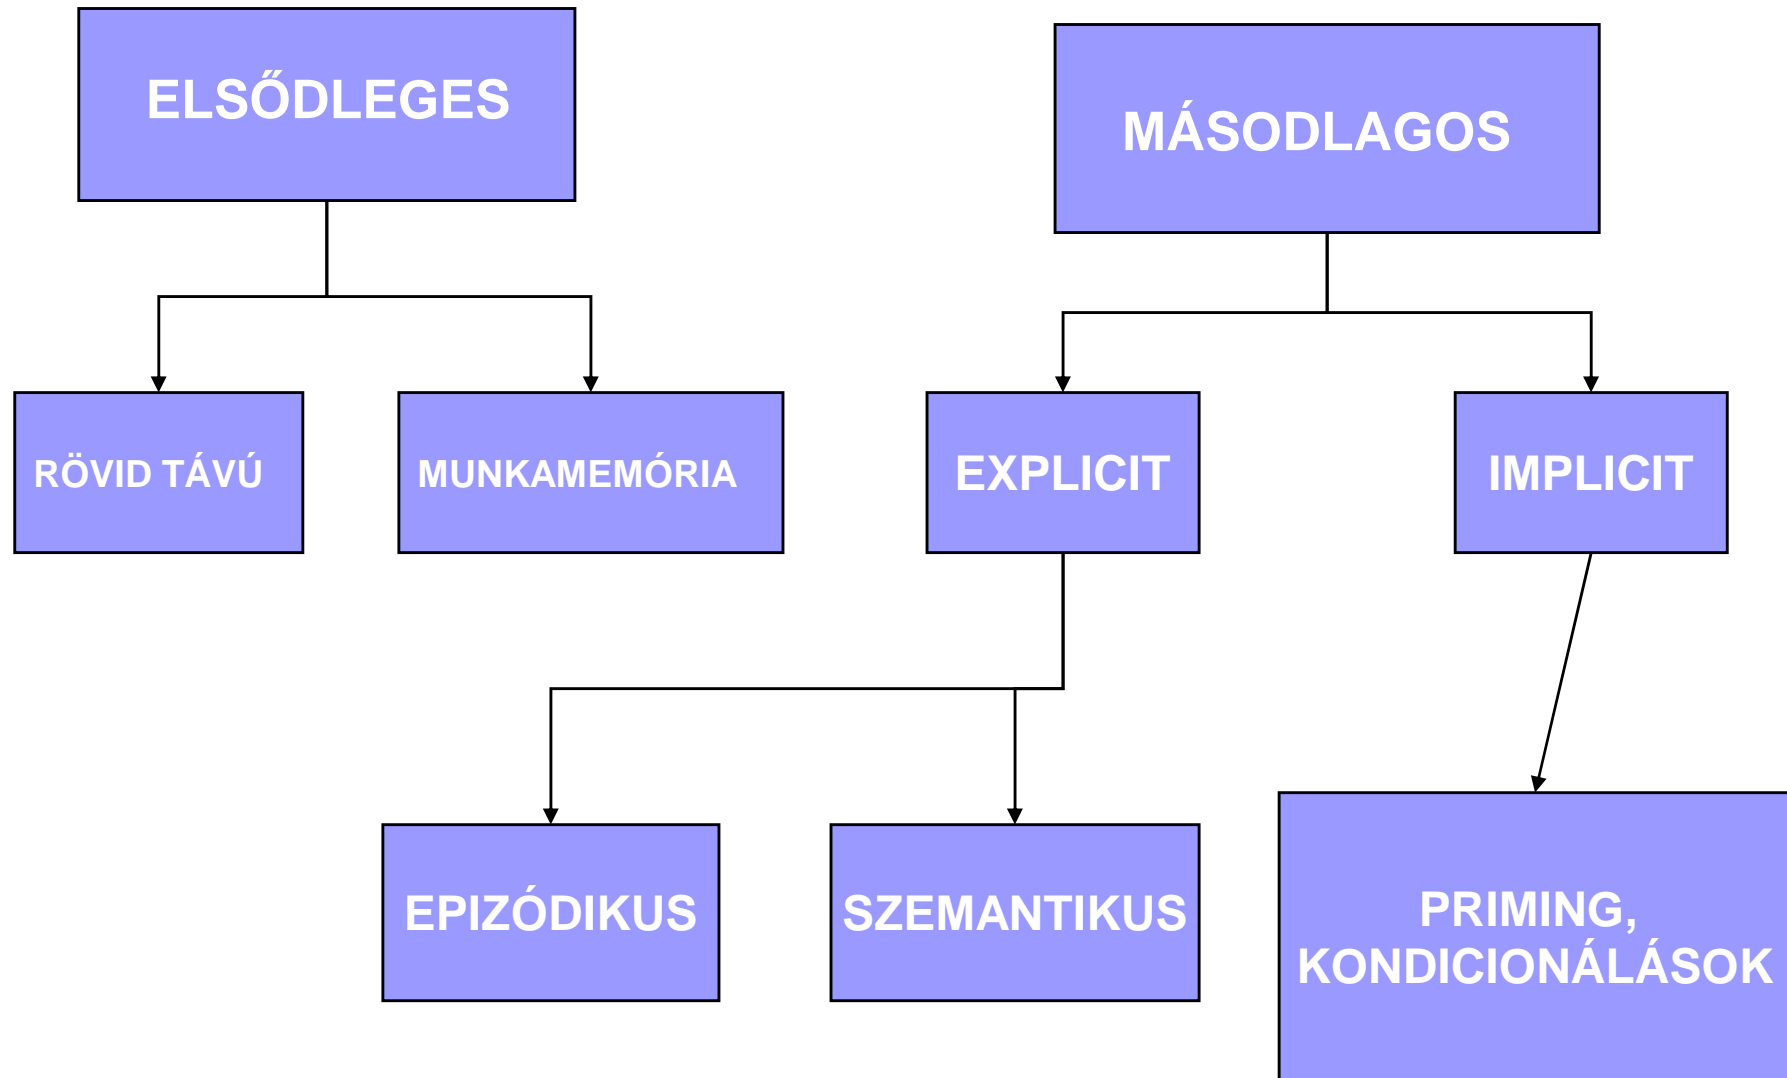 ELSŐDLEGES
MÁSODLAGOS
RÖVID TÁVÚ
MUNKAMEMÓRIA
EXPLICIT
IMPLICIT
EPIZÓDIKUS
SZEMANTIKUS
PRIMING,
KONDICIONÁLÁSOK